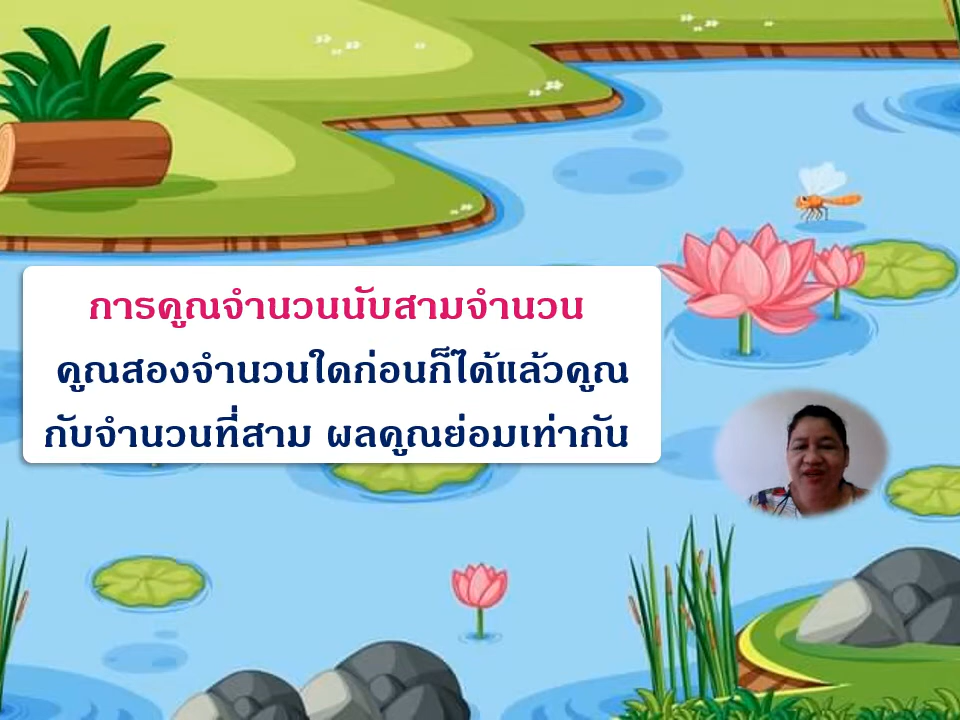 การคูณจำนวนนับสามจำนวน
คูณสองจำนวนใดก่อนก็ได้แล้วคูณ
กับจำนวนที่สาม ผลคูณย่อมเท่ากัน